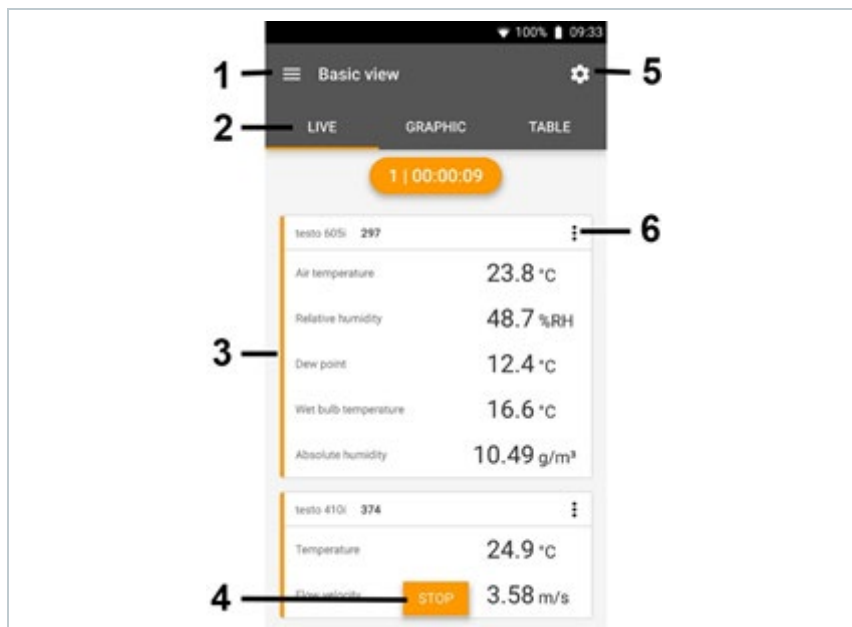 100% 09:33
1 Basic view 5
2 LIVE GRAPHIC TABLE
1 | 00:00:09
testo 605i 297 6
Air temperature 23.8 °C
Relative humidity 48.7 %RH
3
Dew point 12.4 °C
Wet bulb temperature 16.6 °C
Absolute humidity 10.49 g/m³
testo 410i 374
Temperature 24.9 °C
4 Flow velocity STOP 3.58 m/s